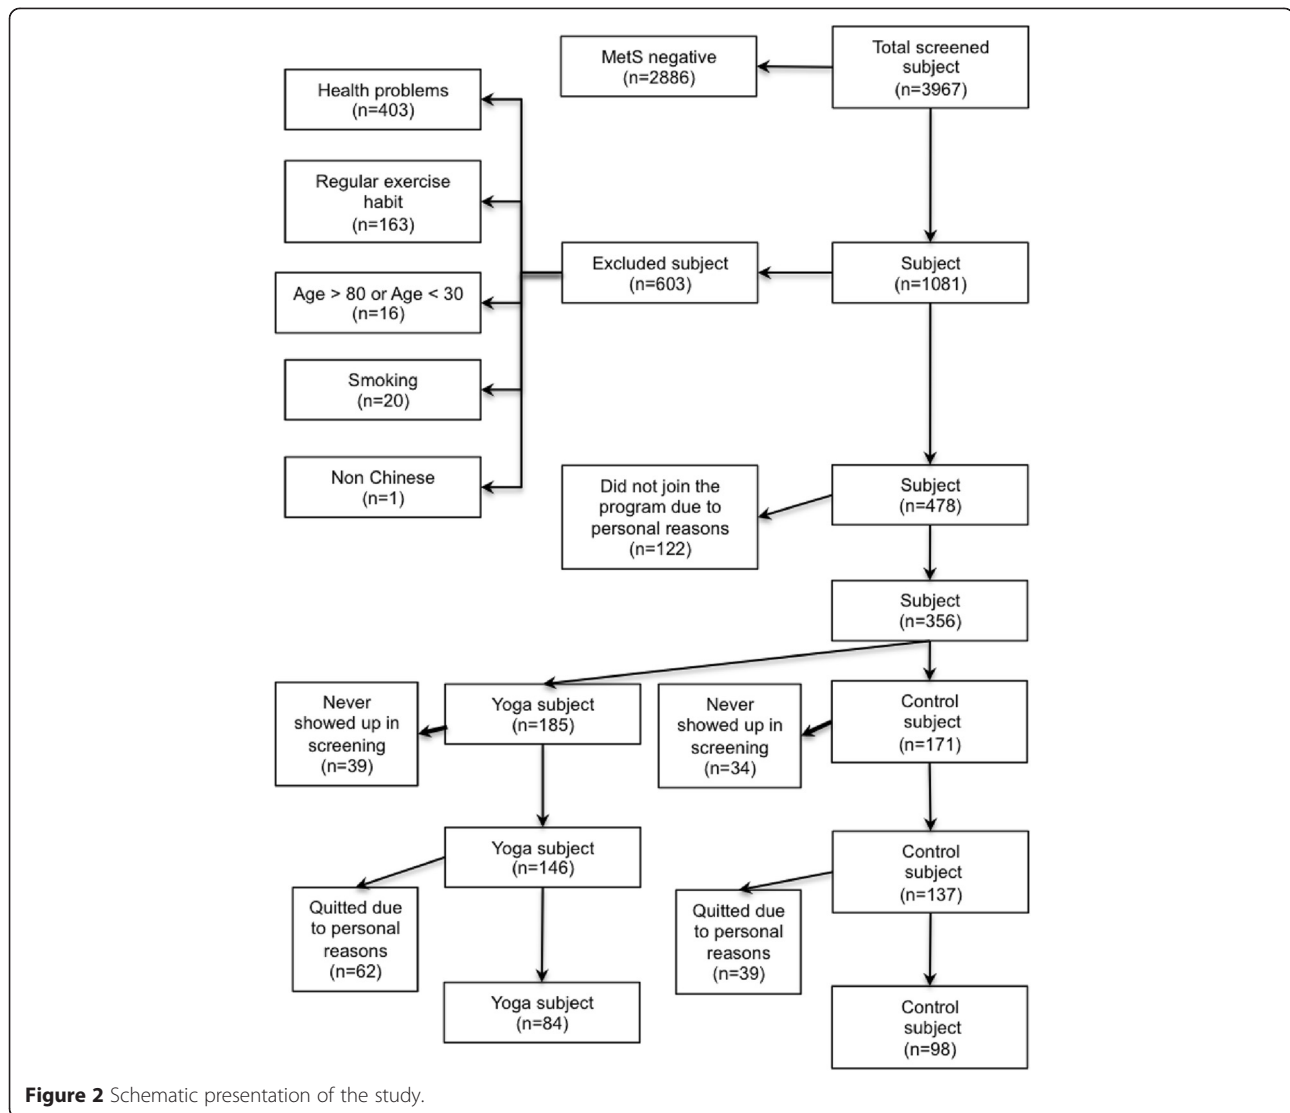 Total screened
subject
(n=3967)
MetS negative
(n=2886)
Health problems
(n=403)
Regular exercise
habit
(n=163)
Excluded subject
(n=603)
Subject
(n=1081)
Age > 80 or Age < 30
(n=16)
Smoking
(n=20)
Non Chinese
(n=1)
Did not join the
program due to
personal reasons
(n=122)
Subject
(n=478)
Subject
(n=356)
Never
showed up in
screening
(n=39)
Yoga subject
(n=185)
Never
showed up in
screening
(n=34)
Control
subject
(n=171)
Yoga subject
(n=146)
Control
subject
(n=137)
Quitted due
to personal
reasons
(n=62)
Quitted due
to personal
reasons
(n=39)
Yoga subject
(n=84)
Control
subject
(n=98)
Figure 2 Schematic presentation of the study.